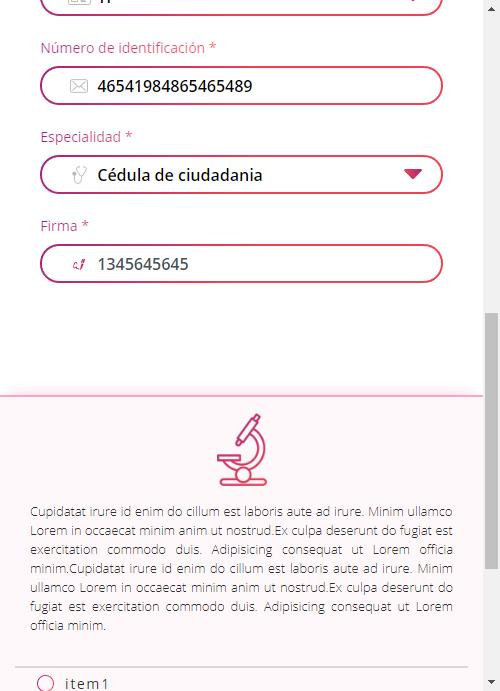 Número de identificación *
46541984865465489
Especialidad *
Cédula de ciudadania
Firma *
1345645645
Cupidatat irure id enim do cillum est laboris aute ad irure. Minim ullamco
Lorem in occaecat minim anim ut nostrud.Ex culpa deserunt do fugiat est
exercitation commodo duis. Adipisicing consequat ut Lorem officia
minim.Cupidatat irure id enim do cillum est laboris aute ad irure. Minim
ullamco Lorem in occaecat minim anim ut nostrud.Ex culpa deserunt do
fugiat est exercitation commodo duis. Adipisicing consequat ut Lorem
officia minim.
item1